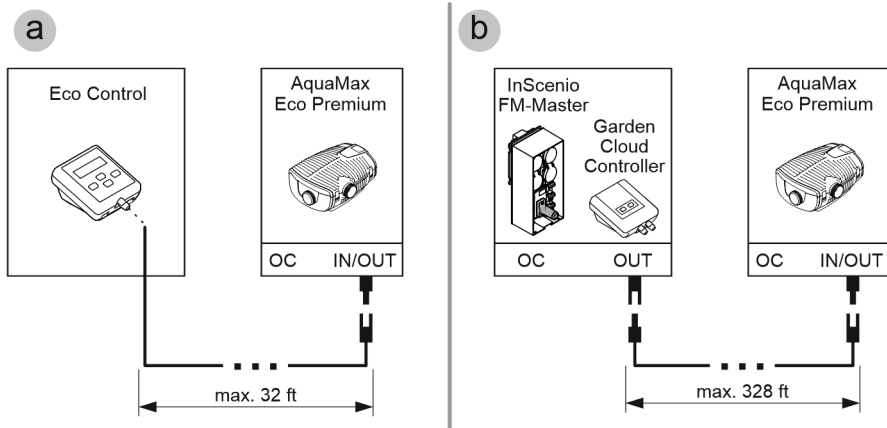 a
Eco Control
AquaMax
Eco Premium
OC IN/OUT
max. 32 ft
b
InScenio
FM-Master
Garden
Cloud
Controller
OC OUT
AquaMax
Eco Premium
OC IN/OUT
max. 328 ft